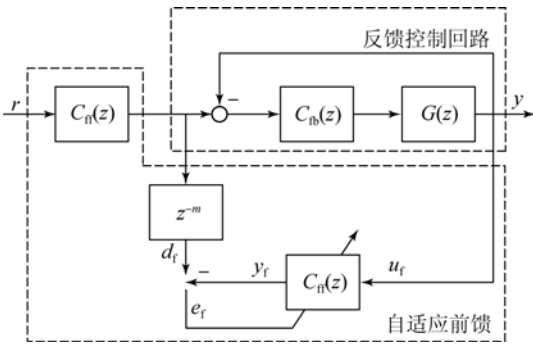 反馈控制回路
r
C_ff(z)
−
C_fb(z)
G(z)
y
z^{-m}
d_f
−
y_f
C_ff(z)
u_f
e_f
自适应前馈